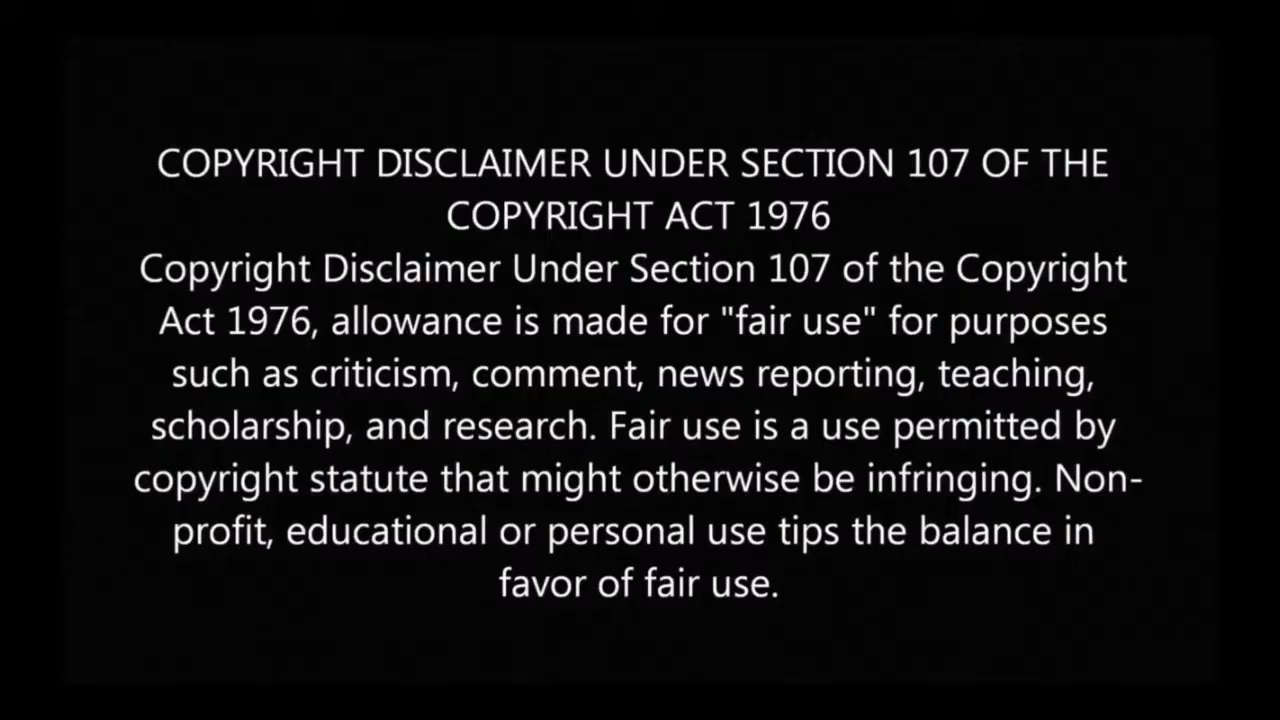 COPYRIGHT DISCLAIMER UNDER SECTION 107 OF THE
COPYRIGHT ACT 1976
Copyright Disclaimer Under Section 107 of the Copyright
Act 1976, allowance is made for "fair use" for purposes
such as criticism, comment, news reporting, teaching,
scholarship, and research. Fair use is a use permitted by
copyright statute that might otherwise be infringing. Non-
profit, educational or personal use tips the balance in
favor of fair use.